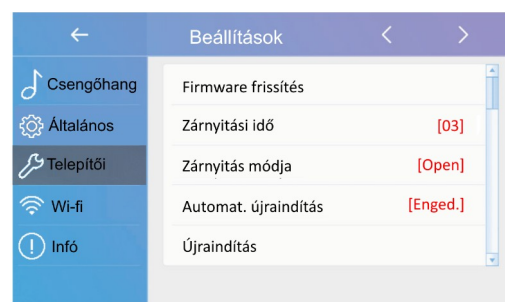 Beállítások
Csengőhang
Általános
Telepítői
Wi-fi
Infó
Firmware frissítés
Zárnyitási idő [03]
Zárnyitás módja [Open]
Automat. újraindítás [Enged.]
Újraindítás